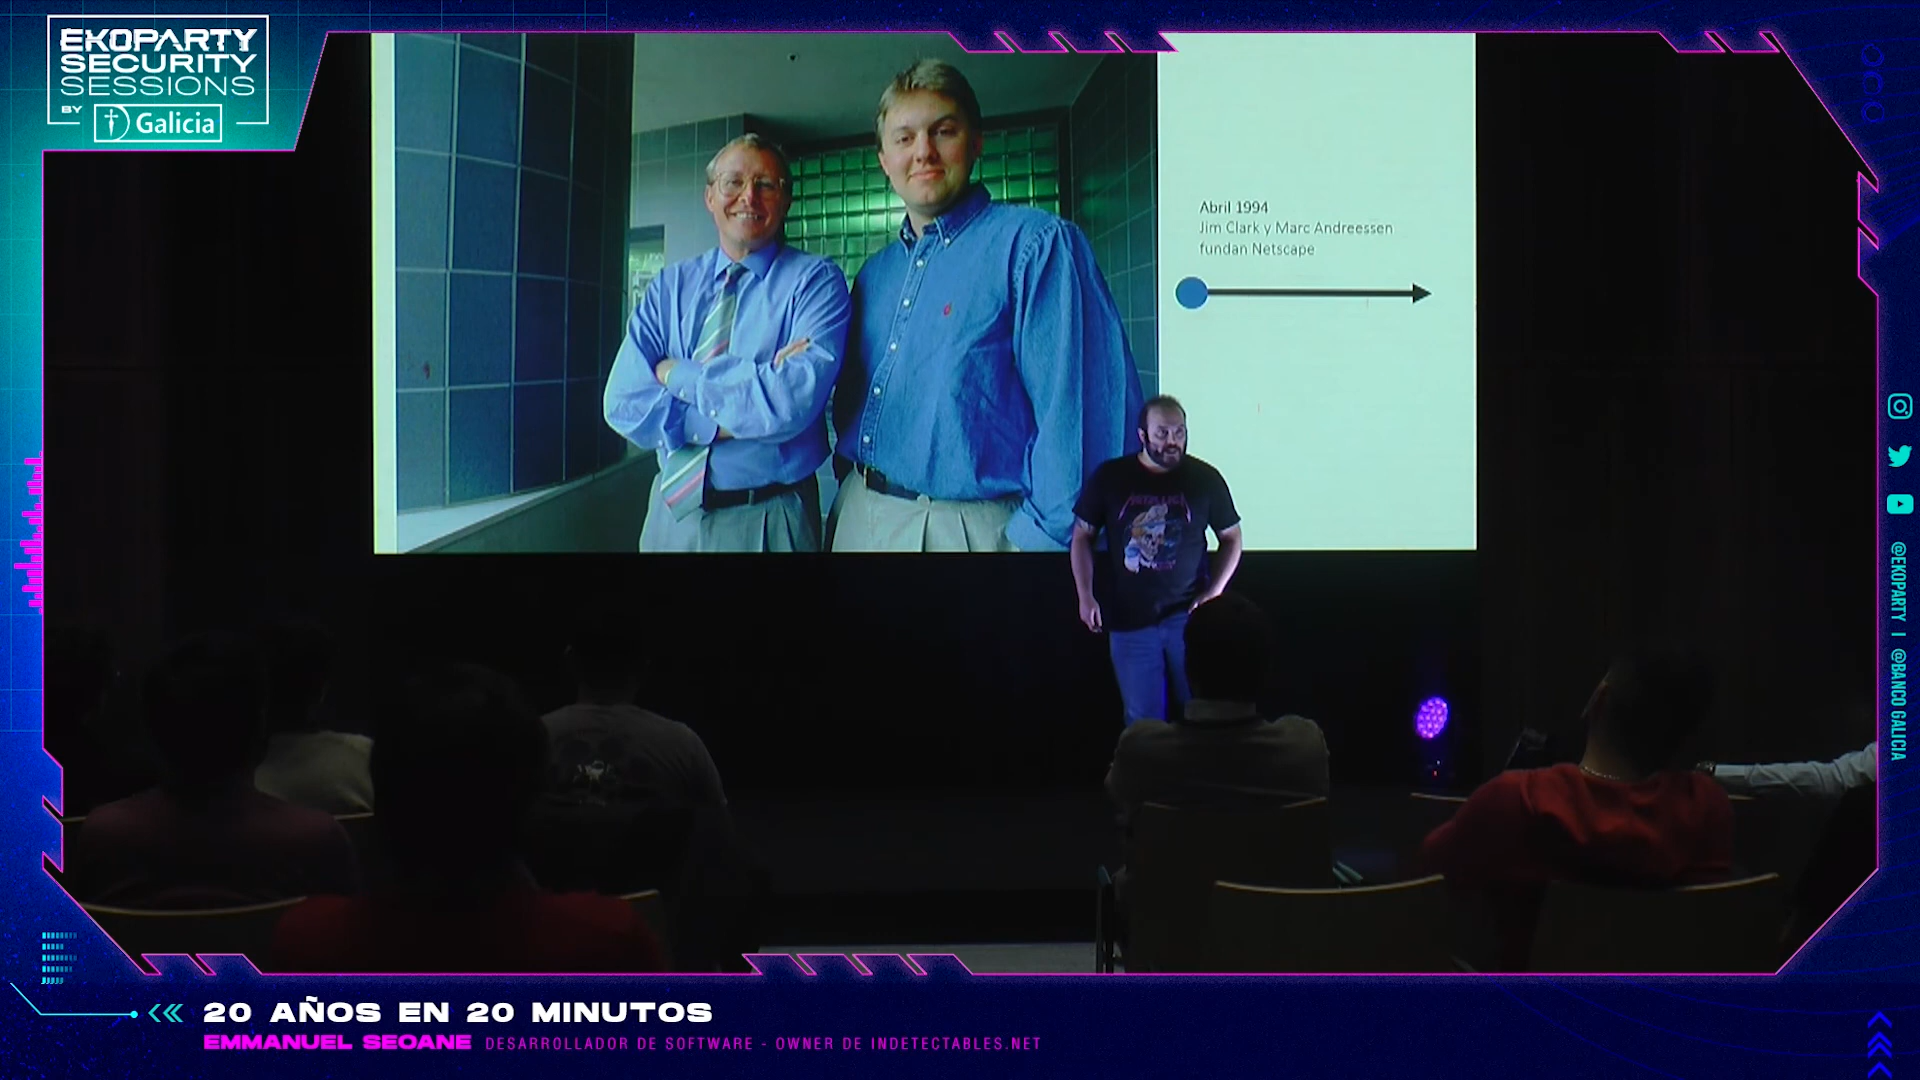 EKOPARTY
SECURITY
SESSIONS
BY Galicia
Abril 1994
Jim Clark y Marc Andreessen
fundan Netscape
METALLICA
@EKOPARTY I @BANCO GALICIA
20 AÑOS EN 20 MINUTOS
EMMANUEL SEOANE DESARROLLADOR DE SOFTWARE - OWNER DE INDETECTABLES.NET